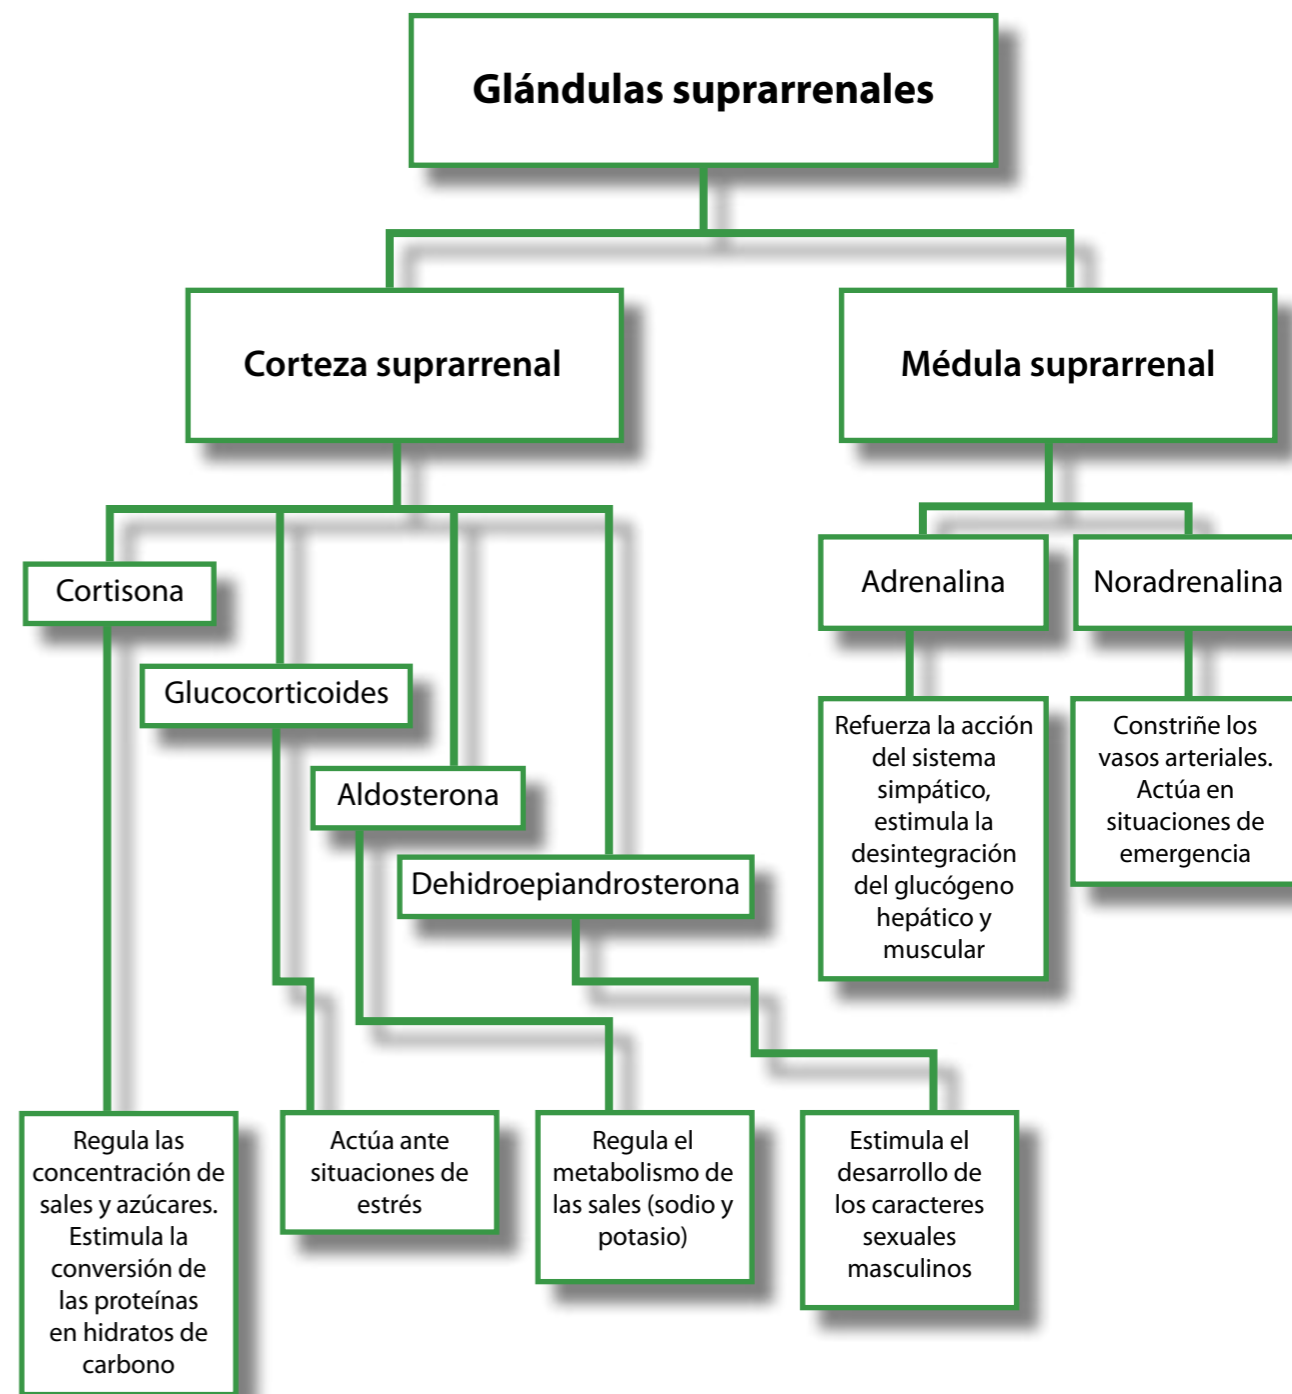 Glándulas suprarrenales
Corteza suprarrenal
Médula suprarrenal
Cortisona
Glucocorticoides
Aldosterona
Dehidroepiandrosterona
Adrenalina
Noradrenalina
Refuerza la acción
del sistema
simpático,
estimula la
desintegración
del glucógeno
hepático y
muscular
Constriñe los
vasos arteriales.
Actúa en
situaciones de
emergencia
Regula las
concentración de
sales y azúcares.
Estimula la
conversión de
las proteínas
en hidratos de
carbono
Actúa ante
situaciones de
estrés
Regula el
metabolismo de
las sales (sodio y
potasio)
Estimula el
desarrollo de
los caracteres
sexuales
masculinos